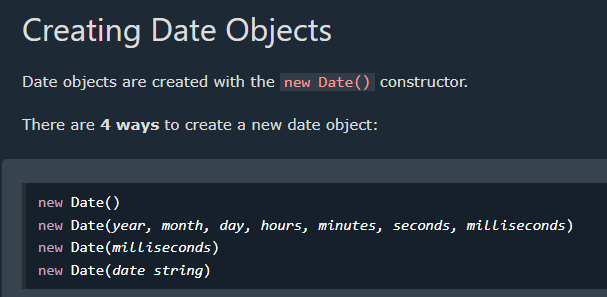 Creating Date Objects
Date objects are created with the new Date() constructor.
There are 4 ways to create a new date object:
new Date()
new Date(year, month, day, hours, minutes, seconds, milliseconds)
new Date(milliseconds)
new Date(date string)